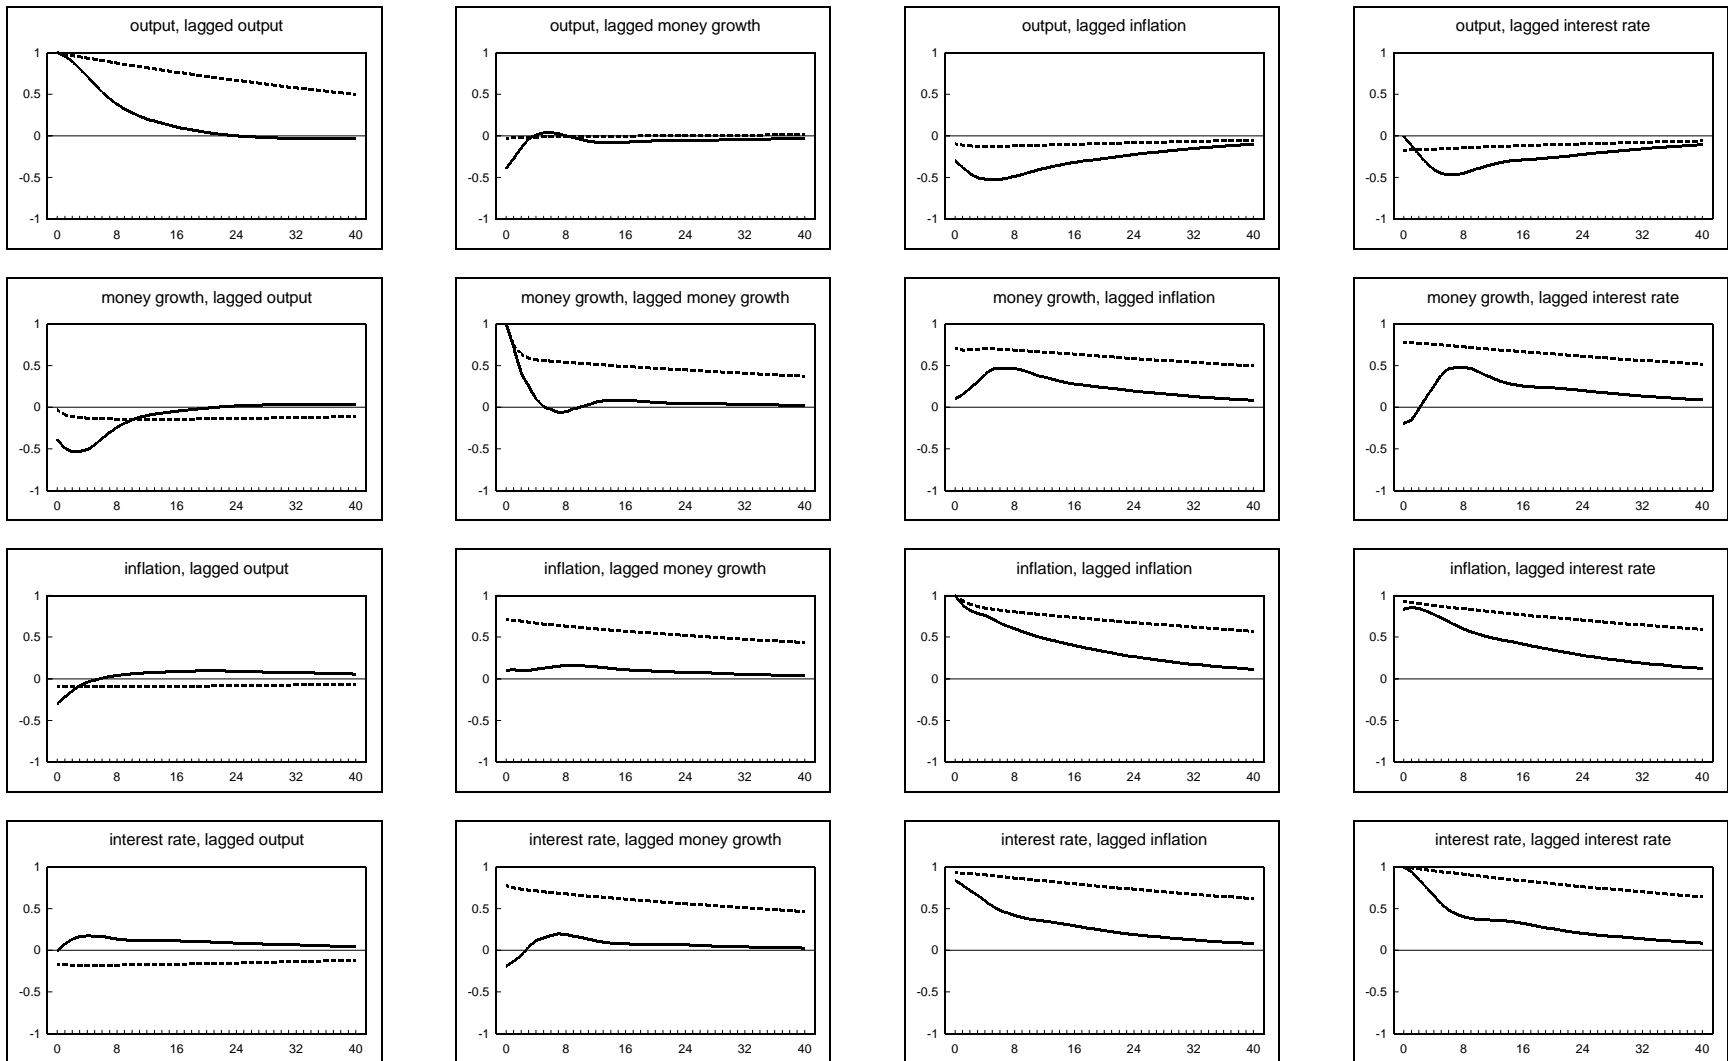 output, lagged output
1
0.5
0
-0.5
-1
0 8 16 24 32 40
output, lagged money growth
1
0.5
0
-0.5
-1
0 8 16 24 32 40
output, lagged inflation
1
0.5
0
-0.5
-1
0 8 16 24 32 40
output, lagged interest rate
1
0.5
0
-0.5
-1
0 8 16 24 32 40
money growth, lagged output
1
0.5
0
-0.5
-1
0 8 16 24 32 40
money growth, lagged money growth
1
0.5
0
-0.5
-1
0 8 16 24 32 40
money growth, lagged inflation
1
0.5
0
-0.5
-1
0 8 16 24 32 40
money growth, lagged interest rate
1
0.5
0
-0.5
-1
0 8 16 24 32 40
inflation, lagged output
1
0.5
0
-0.5
-1
0 8 16 24 32 40
inflation, lagged money growth
1
0.5
0
-0.5
-1
0 8 16 24 32 40
inflation, lagged inflation
1
0.5
0
-0.5
-1
0 8 16 24 32 40
inflation, lagged interest rate
1
0.5
0
-0.5
-1
0 8 16 24 32 40
interest rate, lagged output
1
0.5
0
-0.5
-1
0 8 16 24 32 40
interest rate, lagged money growth
1
0.5
0
-0.5
-1
0 8 16 24 32 40
interest rate, lagged inflation
1
0.5
0
-0.5
-1
0 8 16 24 32 40
interest rate, lagged interest rate
1
0.5
0
-0.5
-1
0 8 16 24 32 40